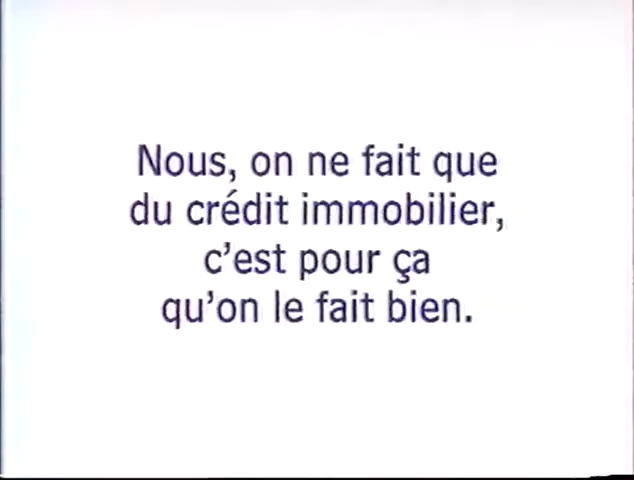 Nous, on ne fait que
du crédit immobilier,
c’est pour ça
qu’on le fait bien.